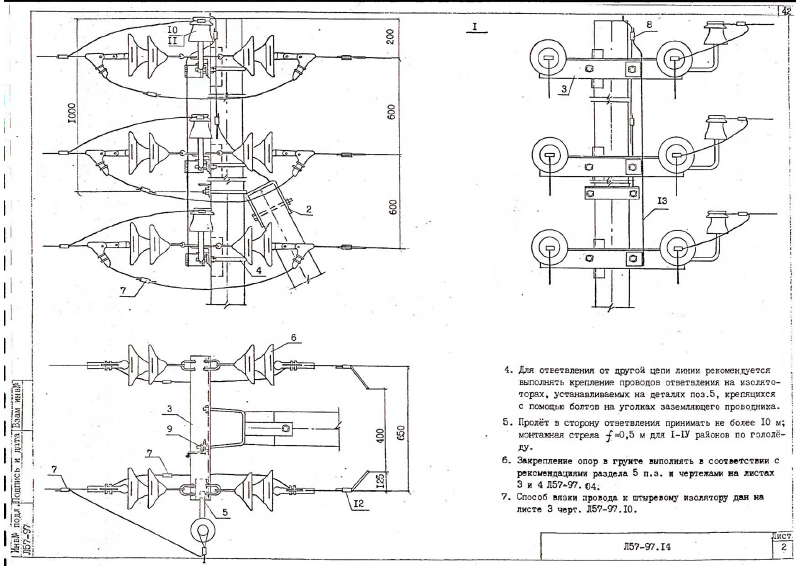 42
I
10
11
200
8
1000
600
3
2
600
13
4
7
6
4. Для ответвления от другой цепи линии рекомендуется
выполнять крепление проводов ответвления на изолято-
торах, устанавливаемых на деталях поз.5, крепящихся
с помощью болтов на уголках заземляющего проводника.
5. Пролёт в сторону ответвления принимать не более 10 м;
монтажная стрела f=0,5 м для I-IУ районов по гололё-
ду.
6. Закрепление опор в грунте выполнять в соответствии с
рекомендациями раздела 5 п.з. и чертежами на листах
3 и 4 Л57-97. 04.
7. Способ вязки провода к штыревому изолятору дан на
листе 3 черт. Л57-97.10.
3
9
400
650
7
7
125
5
12
Взам инв№
Подпись и дата
Инв№ подл.
Л57-97
Л57-97.14
Лист
2